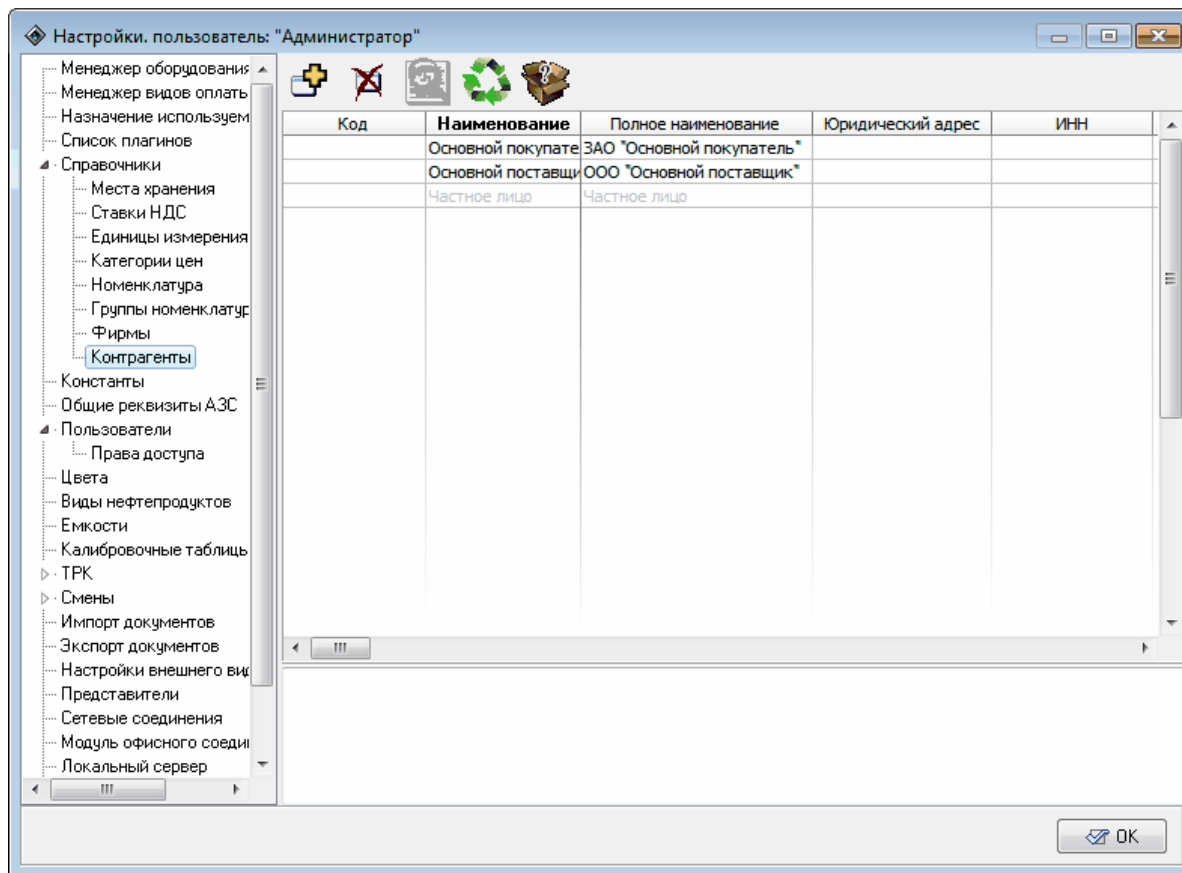 Настройки. пользователь: "Администратор"
Менеджер оборудования
Менеджер видов оплать
Назначение используем
Список плагинов
Справочники
Места хранения
Ставки НДС
Единицы измерения
Категории цен
Номенклатура
Группы номенклатур
Фирмы
Контрагенты
Константы
Общие реквизиты АЗС
Пользователи
Права доступа
Цвета
Виды нефтепродуктов
Емкости
Калибровочные таблиць
ТРК
Смены
Импорт документов
Экспорт документов
Настройки внешнего вид
Представители
Сетевые соединения
Модуль офисного соеди
Локальный сервер
Код Наименование Полное наименование Юридический адрес ИНН
Основной покупате ЗАО "Основной покупатель"
Основной поставщи ООО "Основной поставщик"
Частное лицо Частное лицо
OK